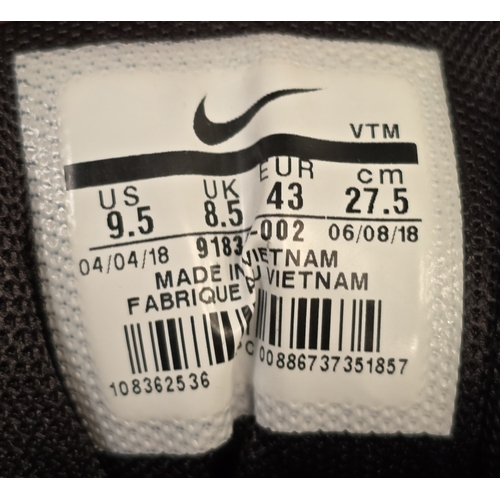 VTM
US UK EUR cm
9.5 8.5 43 27.5
04/04/18 9183 -002 06/08/18
MADE IN VIETNAM
FABRIQUE AU VIETNAM
108362536 00886737351857